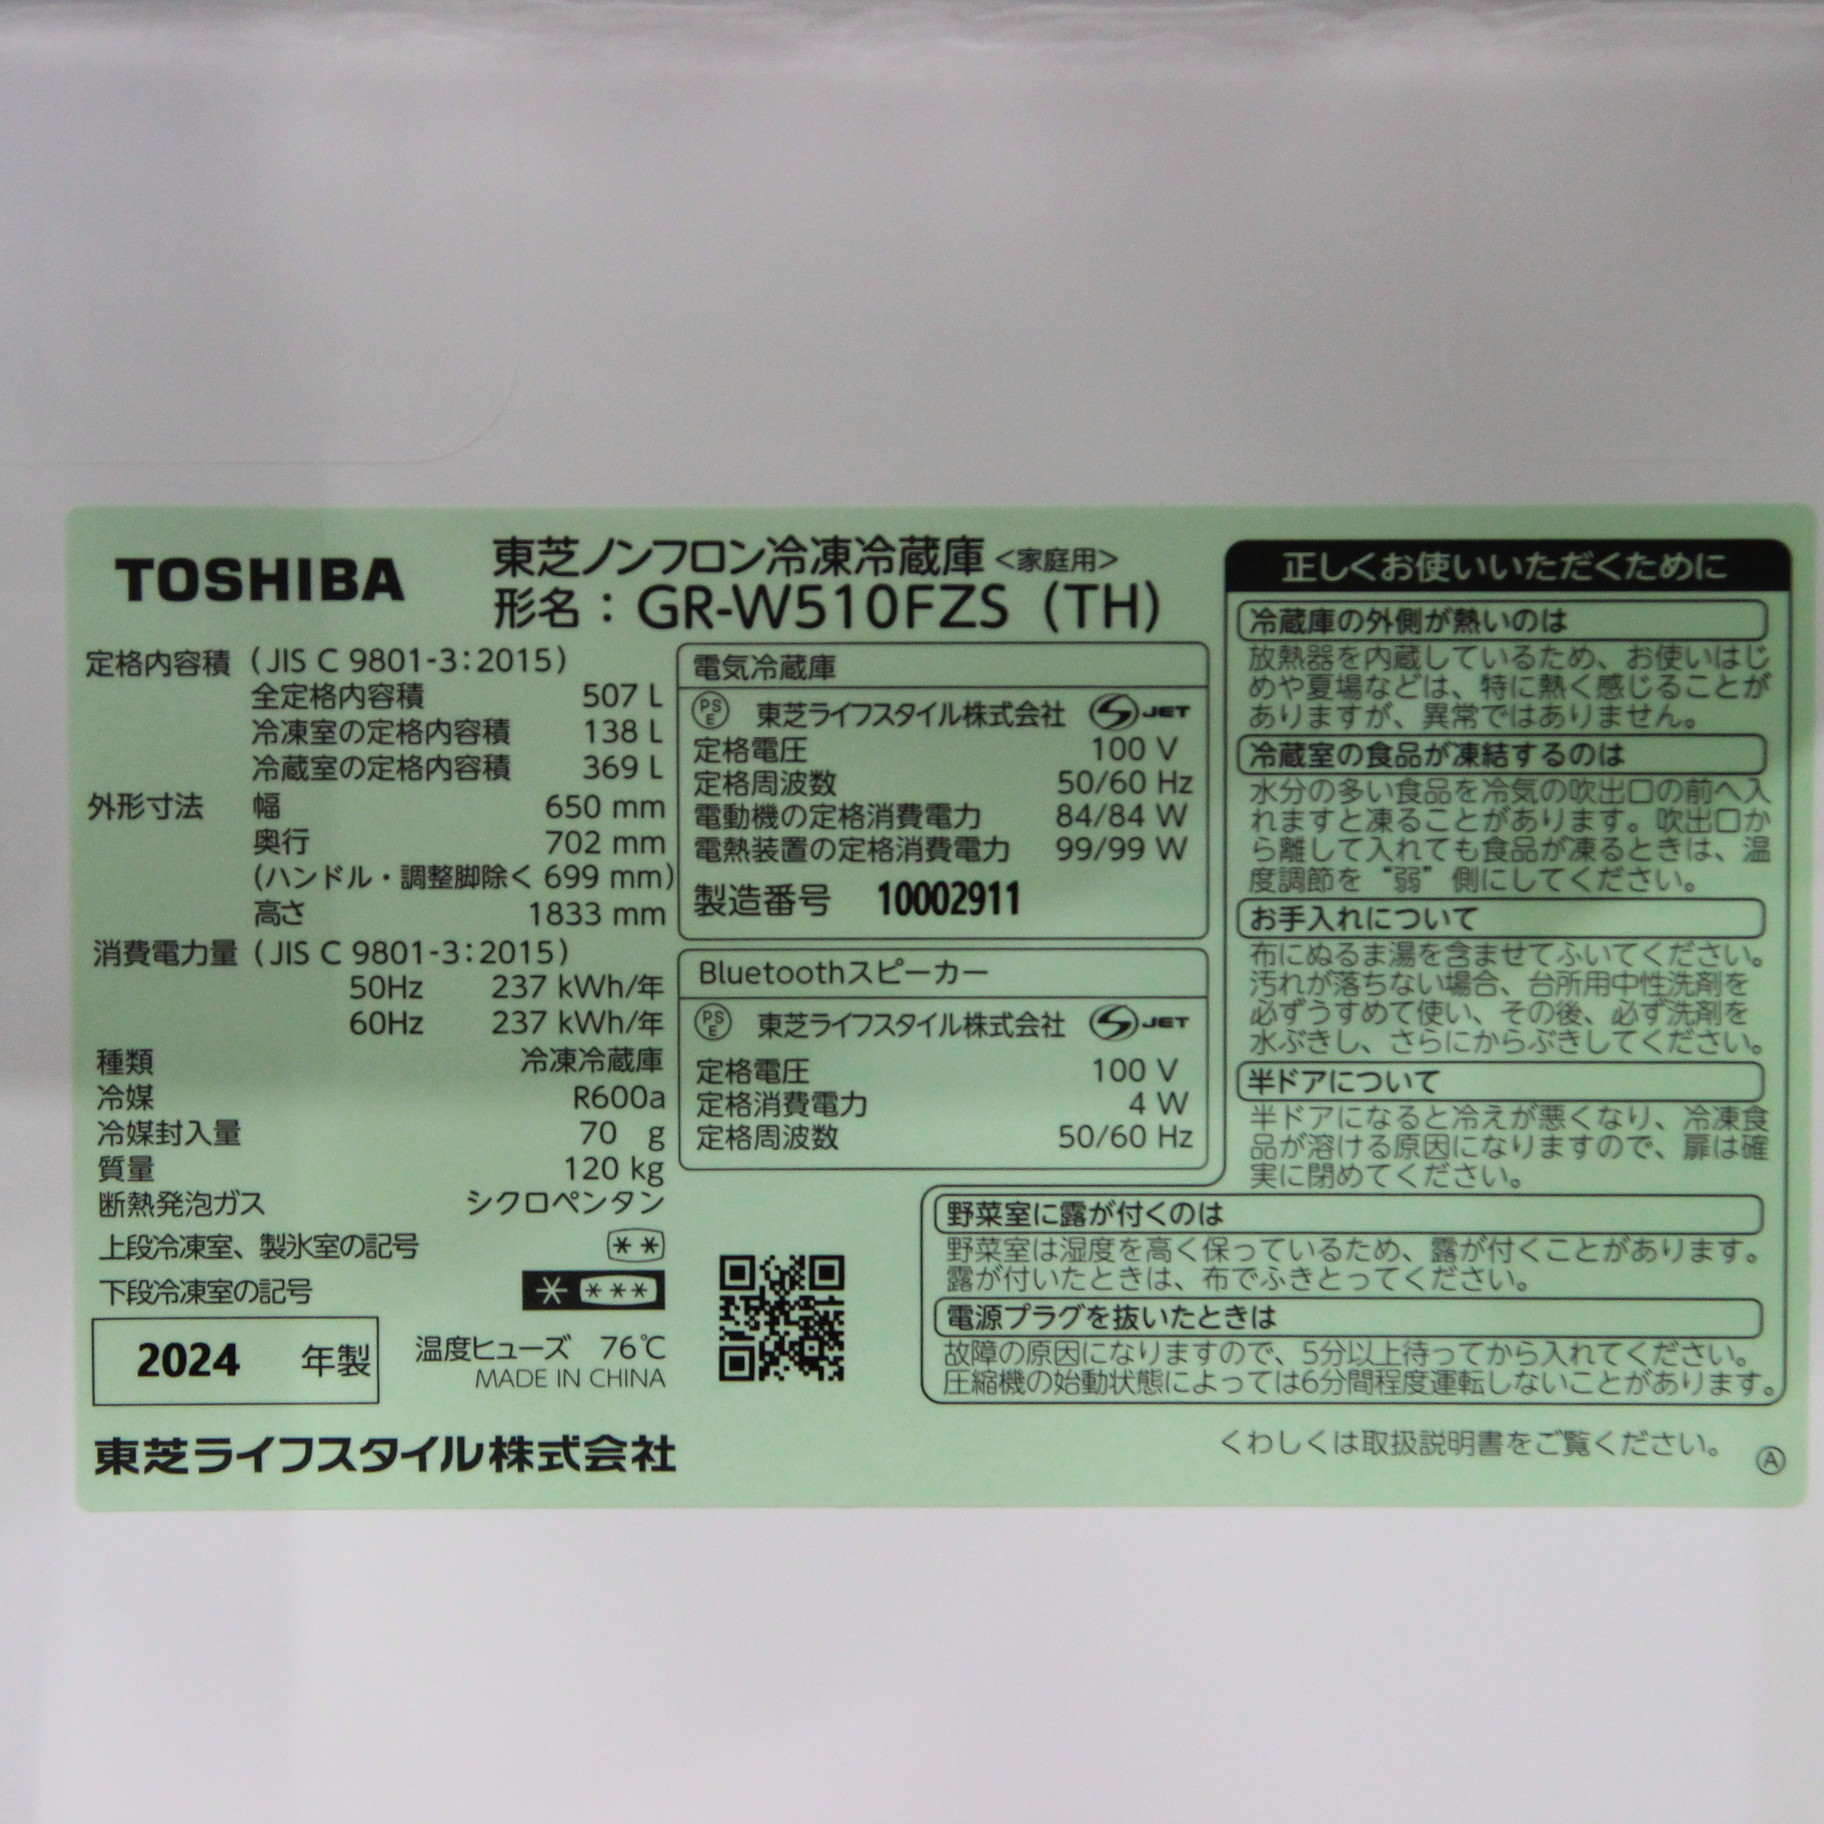 TOSHIBA
東芝ノンフロン冷凍冷蔵庫<家庭用>
形名：GR-W510FZS（TH）
定格内容積（JIS C 9801-3:2015）
全定格内容積 507 L
冷凍室の定格内容積 138 L
冷蔵室の定格内容積 369 L
外形寸法 幅 650 mm
奥行 702 mm
(ハンドル・調整脚除く 699 mm)
高さ 1833 mm
消費電力量（JIS C 9801-3:2015）
50Hz 237 kWh/年
60Hz 237 kWh/年
種類 冷凍冷蔵庫
冷媒 R600a
冷媒封入量 70 g
質量 120 kg
断熱発泡ガス シクロペンタン
上段冷凍室、製氷室の記号 **
下段冷凍室の記号 * ***
2024 年製
温度ヒューズ 76℃
MADE IN CHINA
東芝ライフスタイル株式会社
電気冷蔵庫
PSE 東芝ライフスタイル株式会社 JET
定格電圧 100 V
定格周波数 50/60 Hz
電動機の定格消費電力 84/84 W
電熱装置の定格消費電力 99/99 W
製造番号 10002911
Bluetoothスピーカー
PSE 東芝ライフスタイル株式会社 JET
定格電圧 100 V
定格消費電力 4 W
定格周波数 50/60 Hz
正しくお使いいただくために
冷蔵庫の外側が熱いのは
放熱器を内蔵しているため、お使いはじ
めや夏場などは、特に熱く感じることが
ありますが、異常ではありません。
冷蔵室の食品が凍結するのは
水分の多い食品を冷気の吹出口の前へ入
れますと凍ることがあります。吹出口か
ら離して入れても食品が凍るときは、温
度調節を“弱”側にしてください。
お手入れについて
布にぬるま湯を含ませてふいてください。
汚れが落ちない場合、台所用中性洗剤を
必ずうすめて使い、その後、必ず洗剤を
水ぶきし、さらにからぶきしてください。
半ドアについて
半ドアになると冷えが悪くなり、冷凍食
品が溶ける原因になりますので、扉は確
実に閉めてください。
野菜室に露が付くのは
野菜室は湿度を高く保っているため、露が付くことがあります。
露が付いたときは、布でふきとってください。
電源プラグを抜いたときは
故障の原因になりますので、5分以上待ってから入れてください。
圧縮機の始動状態によっては6分間程度運転しないことがあります。
くわしくは取扱説明書をご覧ください。
Ⓐ